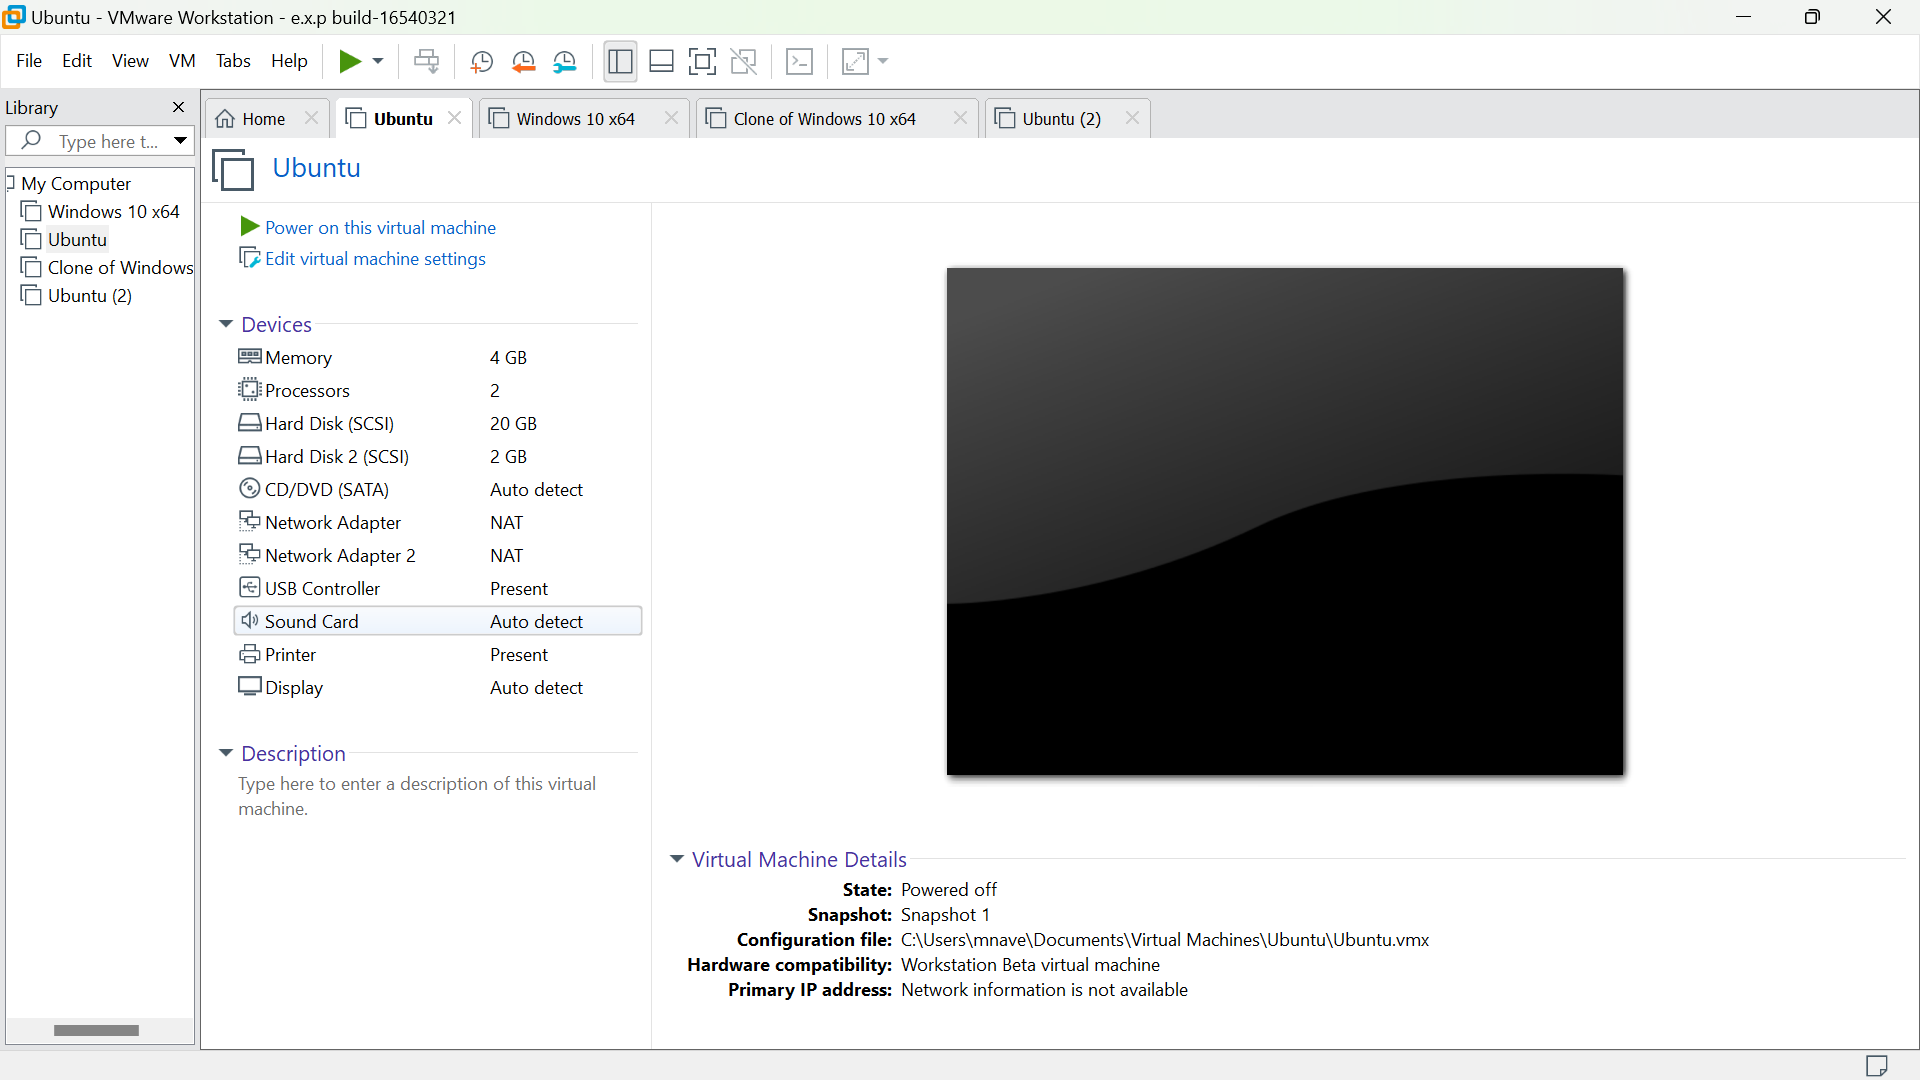 Ubuntu - VMware Workstation - e.x.p build-16540321
File Edit View VM Tabs Help
Library
Type here t...
My Computer
Windows 10 x64
Ubuntu
Clone of Windows
Ubuntu (2)
Home Ubuntu Windows 10 x64 Clone of Windows 10 x64 Ubuntu (2)
Ubuntu
Power on this virtual machine
Edit virtual machine settings
Devices
Memory 4 GB
Processors 2
Hard Disk (SCSI) 20 GB
Hard Disk 2 (SCSI) 2 GB
CD/DVD (SATA) Auto detect
Network Adapter NAT
Network Adapter 2 NAT
USB Controller Present
Sound Card Auto detect
Printer Present
Display Auto detect
Description
Type here to enter a description of this virtual
machine.
Virtual Machine Details
State: Powered off
Snapshot: Snapshot 1
Configuration file: C:\Users\mnave\Documents\Virtual Machines\Ubuntu\Ubuntu.vmx
Hardware compatibility: Workstation Beta virtual machine
Primary IP address: Network information is not available